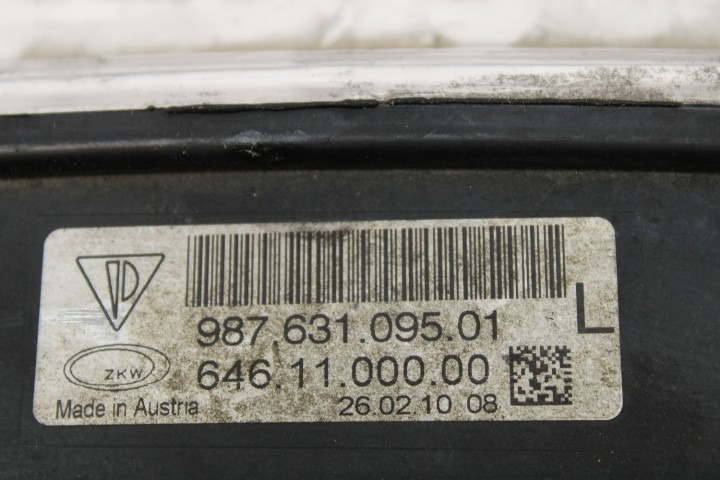 987.631.095.01
L
ZKW
646.11.000.00
Made in Austria
26.02.10 08